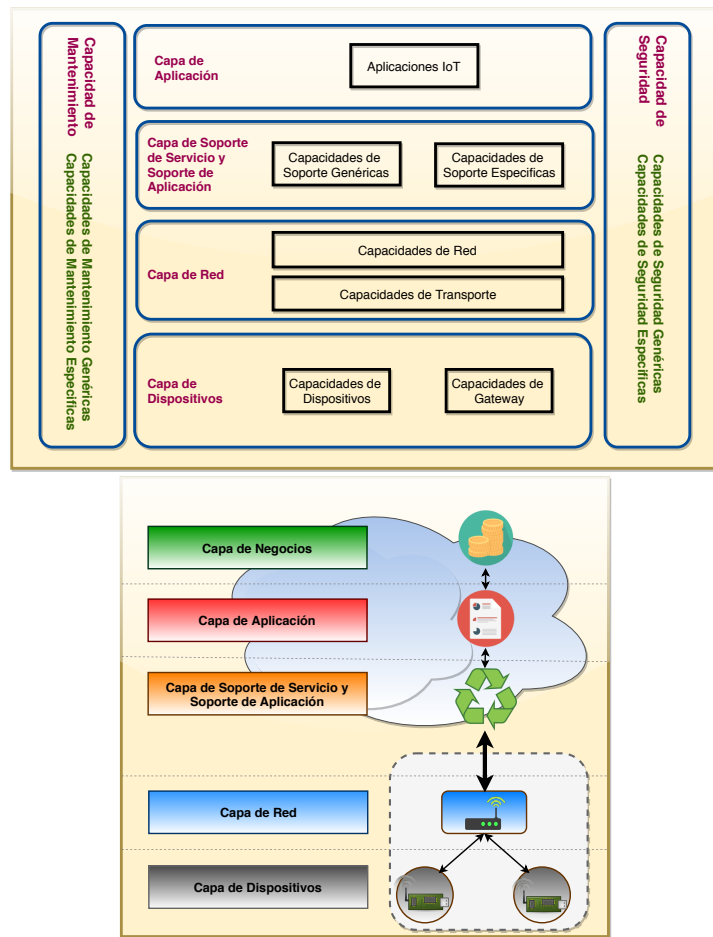 Capacidad de
Mantenimiento
Capacidades de Mantenimiento Genéricas
Capacidades de Mantenimiento Específicas
Capa de
Aplicación
Aplicaciones IoT
Capa de Soporte
de Servicio y
Soporte de
Aplicación
Capacidades de
Soporte Genéricas
Capacidades de
Soporte Especificas
Capa de Red
Capacidades de Red
Capacidades de Transporte
Capa de
Dispositivos
Capacidades de
Dispositivos
Capacidades de
Gateway
Capacidad de
Seguridad
Capacidades de Seguridad Genéricas
Capacidades de Seguridad Específicas
Capa de Negocios
Capa de Aplicación
Capa de Soporte de Servicio y
Soporte de Aplicación
Capa de Red
Capa de Dispositivos